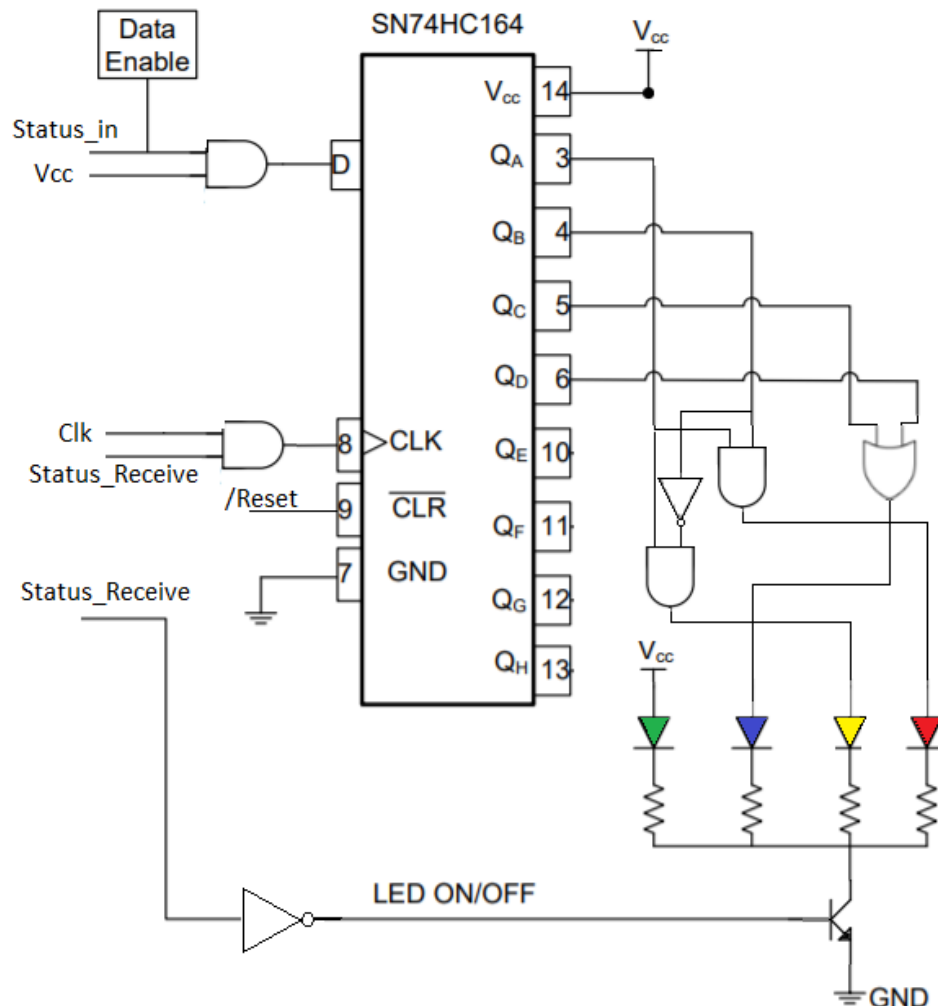 SN74HC164
Data
Enable
Vcc
Vcc
14
Status_in
D
QA
3
Vcc
QB
4
QC
5
QD
6
Clk
8
CLK
QE
10
Status_Receive
/Reset
9
CLR
QF
11
7
GND
Status_Receive
QG
12
QH
13
Vcc
LED ON/OFF
GND